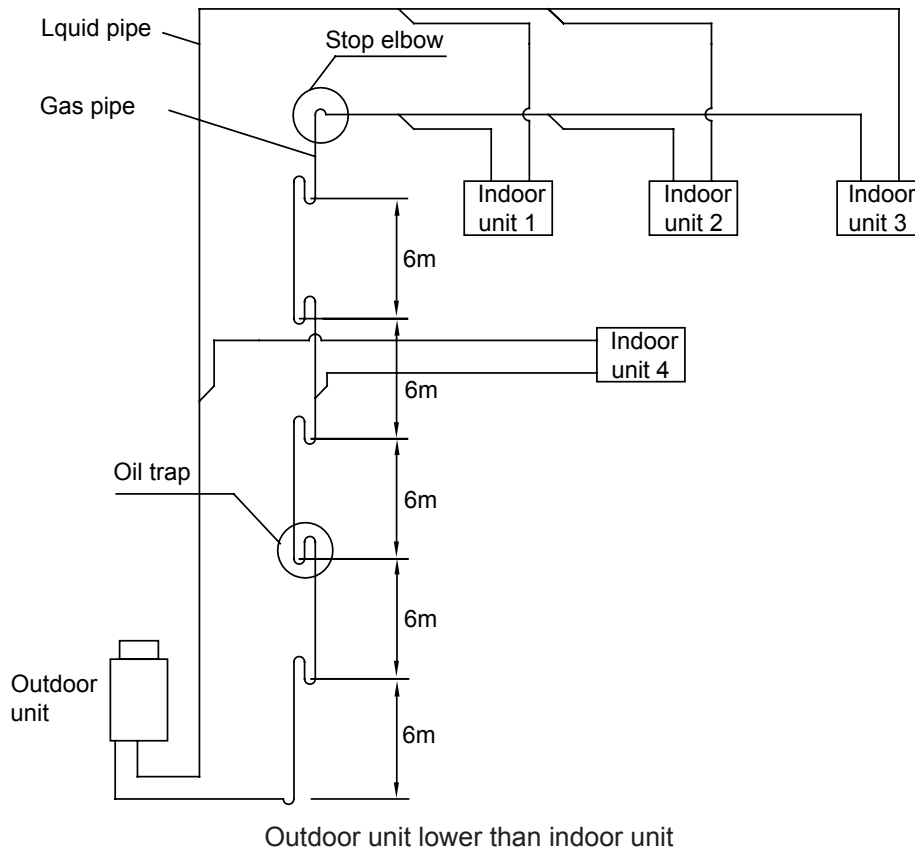 Lquid pipe
Stop elbow
Gas pipe
Indoor
unit 1
Indoor
unit 2
Indoor
unit 3
6m
Indoor
unit 4
6m
Oil trap
6m
6m
Outdoor
unit
6m
Outdoor unit lower than indoor unit